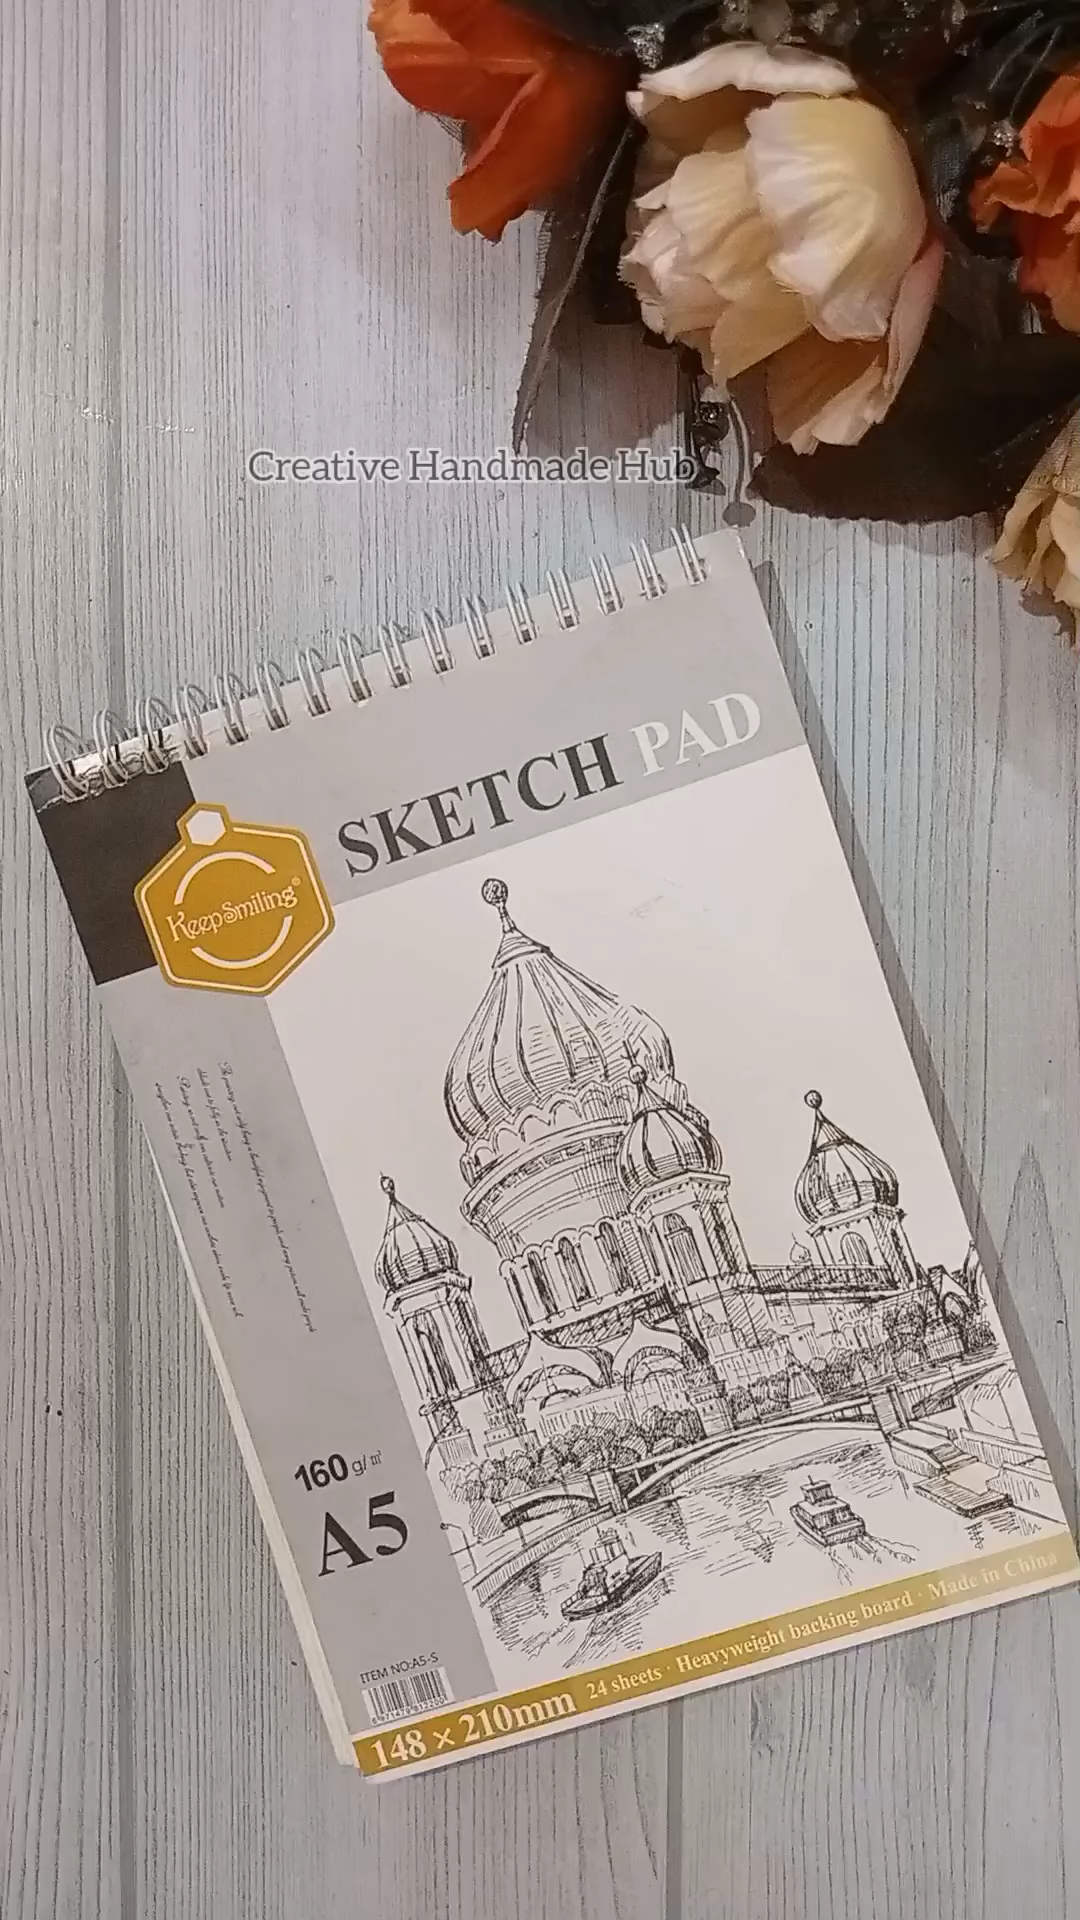 Creative Handmade Hub
SKETCH PAD
KeepSmiling®
160 g/㎡
A5
ITEM NO:A5-S
148 × 210mm 24 sheets · Heavyweight backing board · Made in China